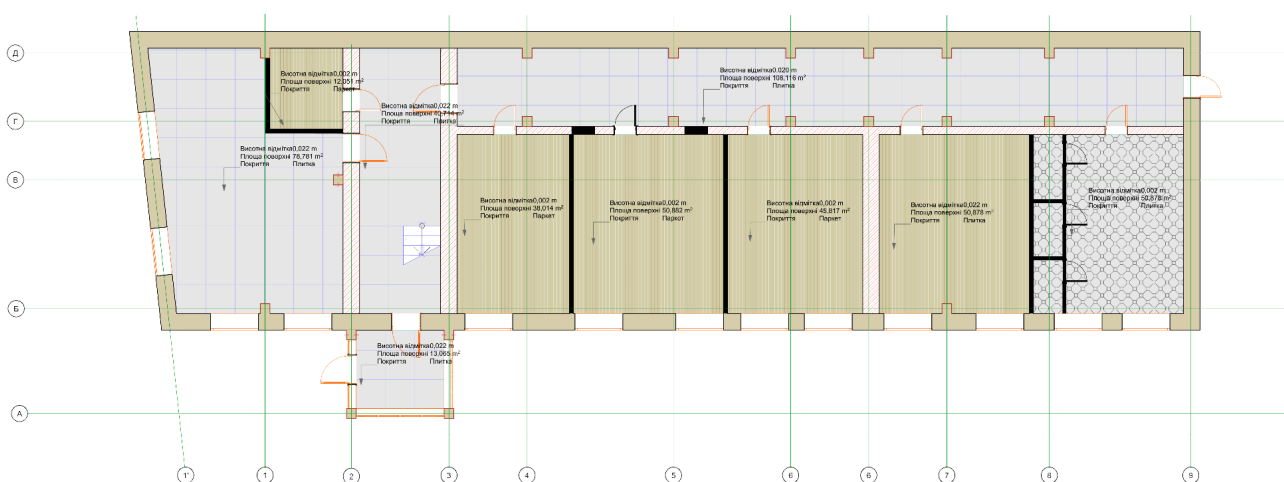 Д
Г
В
Б
А
Висотна відмітка0,002 m
Площа поверхні 12,051 m²
Покриття Паркет
Висотна відмітка0,022 m
Площа поверхні 40,714 m²
Покриття Плитка
Висотна відмітка0,020 m
Площа поверхні 108,116 m²
Покриття Плитка
Висотна відмітка0,022 m
Площа поверхні 78,781 m²
Покриття Плитка
Висотна відмітка0,002 m
Площа поверхні 38,014 m²
Покриття Паркет
Висотна відмітка0,002 m
Площа поверхні 50,882 m²
Покриття Паркет
Висотна відмітка0,002 m
Площа поверхні 45,817 m²
Покриття Паркет
Висотна відмітка0,022 m
Площа поверхні 50,878 m²
Покриття Плитка
Висотна відмітка0,002 m
Площа поверхні 50,878 m²
Покриття Плитка
Висотна відмітка0,022 m
Площа поверхні 13,065 m²
Покриття Плитка
1'
1
2
3
4
5
6
6
7
8
9